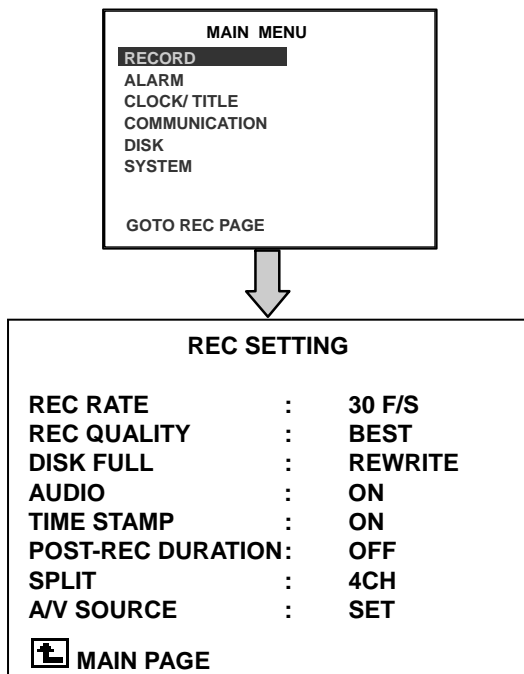 MAIN MENU
RECORD
ALARM
CLOCK/ TITLE
COMMUNICATION
DISK
SYSTEM
GOTO REC PAGE
REC SETTING
REC RATE : 30 F/S
REC QUALITY : BEST
DISK FULL : REWRITE
AUDIO : ON
TIME STAMP : ON
POST-REC DURATION: OFF
SPLIT : 4CH
A/V SOURCE : SET
MAIN PAGE